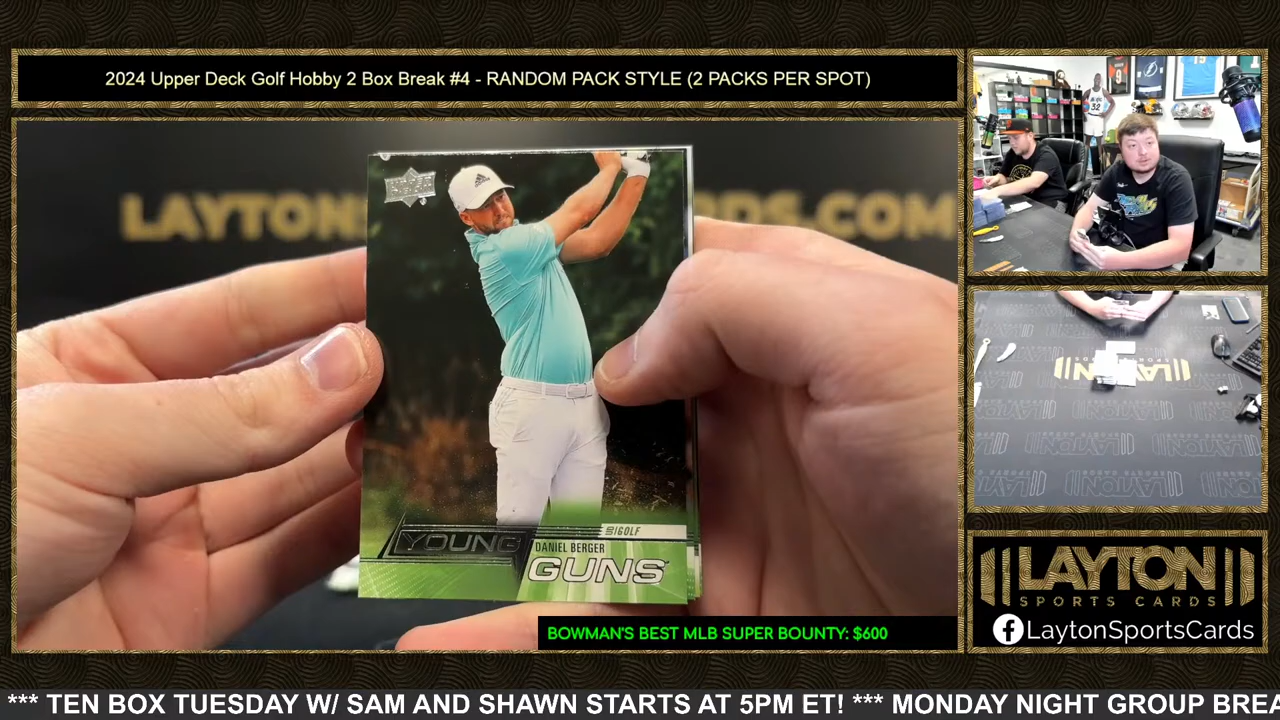 2024 Upper Deck Golf Hobby 2 Box Break #4 - RANDOM PACK STYLE (2 PACKS PER SPOT)
YOUNG
GOLF
DANIEL BERGER
GUNS
BOWMAN'S BEST MLB SUPER BOUNTY: $600
LAYTON
SPORTS CARDS
LaytonSportsCards
*** TEN BOX TUESDAY W/ SAM AND SHAWN STARTS AT 5PM ET! *** MONDAY NIGHT GROUP BREA